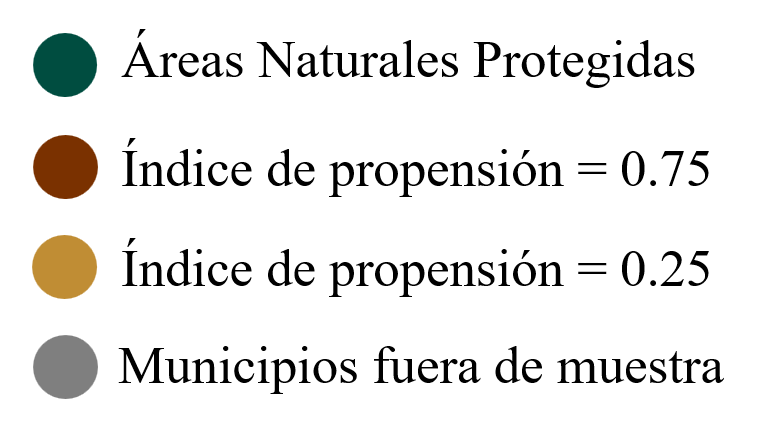 Áreas Naturales Protegidas
Índice de propensión = 0.75
Índice de propensión = 0.25
Municipios fuera de muestra